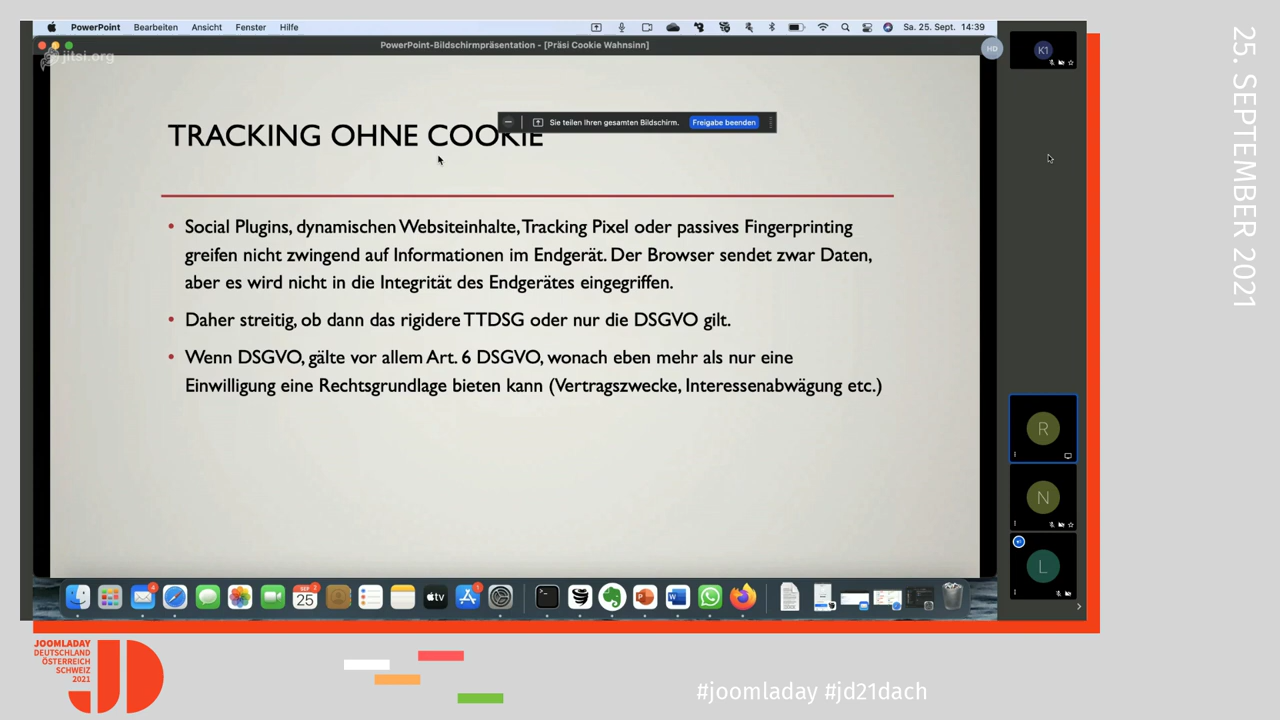 PowerPoint Bearbeiten Ansicht Fenster Hilfe
Sa. 25. Sept. 14:39
PowerPoint-Bildschirmpräsentation - [Präsi Cookie Wahnsinn]
jitsi.org
HD
K1
Sie teilen Ihren gesamten Bildschirm. Freigabe beenden
TRACKING OHNE COOKIE
• Social Plugins, dynamischen Websiteinhalte, Tracking Pixel oder passives Fingerprinting
greifen nicht zwingend auf Informationen im Endgerät. Der Browser sendet zwar Daten,
aber es wird nicht in die Integrität des Endgerätes eingegriffen.
• Daher streitig, ob dann das rigidere TTDSG oder nur die DSGVO gilt.
• Wenn DSGVO, gälte vor allem Art. 6 DSGVO, wonach eben mehr als nur eine
Einwilligung eine Rechtsgrundlage bieten kann (Vertragszwecke, Interessenabwägung etc.)
R
N
L
SEP
25
tv
25. SEPTEMBER 2021
JOOMLADAY
DEUTSCHLAND
ÖSTERREICH
SCHWEIZ
2021
JD
#joomladay #jd21dach